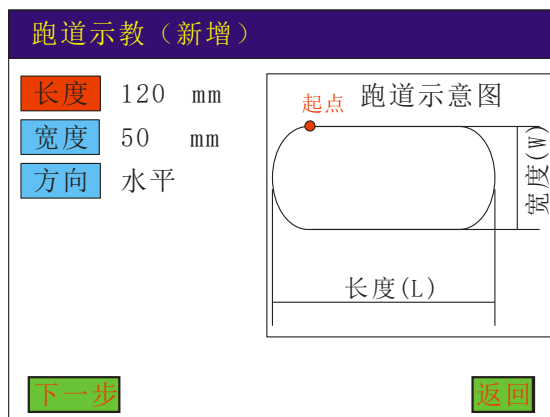 跑道示教（新增）
长度 120 mm
宽度 50 mm
方向 水平
起点 跑道示意图
宽度(W)
长度(L)
下一步 返回